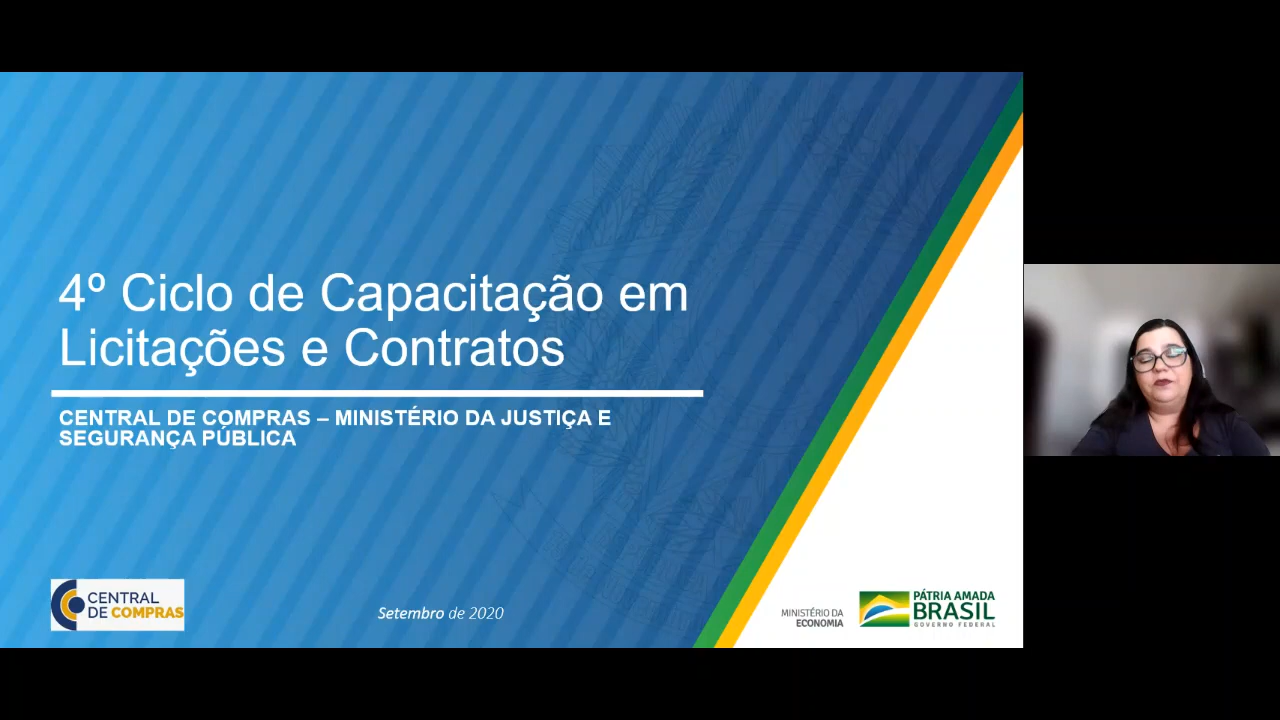 4º Ciclo de Capacitação em
Licitações e Contratos
CENTRAL DE COMPRAS – MINISTÉRIO DA JUSTIÇA E
SEGURANÇA PÚBLICA
CENTRAL
DE COMPRAS
Setembro de 2020
MINISTÉRIO DA
ECONOMIA
PÁTRIA AMADA
BRASIL
GOVERNO FEDERAL